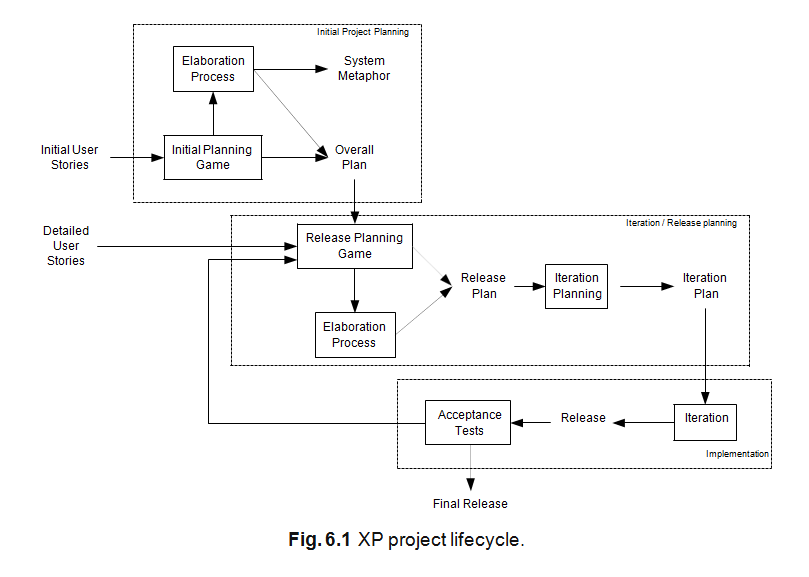 Initial Project Planning
Elaboration
Process
System
Metaphor
Initial User
Stories
Initial Planning
Game
Overall
Plan
Detailed
User
Stories
Iteration / Release planning
Release Planning
Game
Release
Plan
Iteration
Planning
Iteration
Plan
Elaboration
Process
Acceptance
Tests
Release
Iteration
Implementation
Final Release
Fig. 6.1 XP project lifecycle.